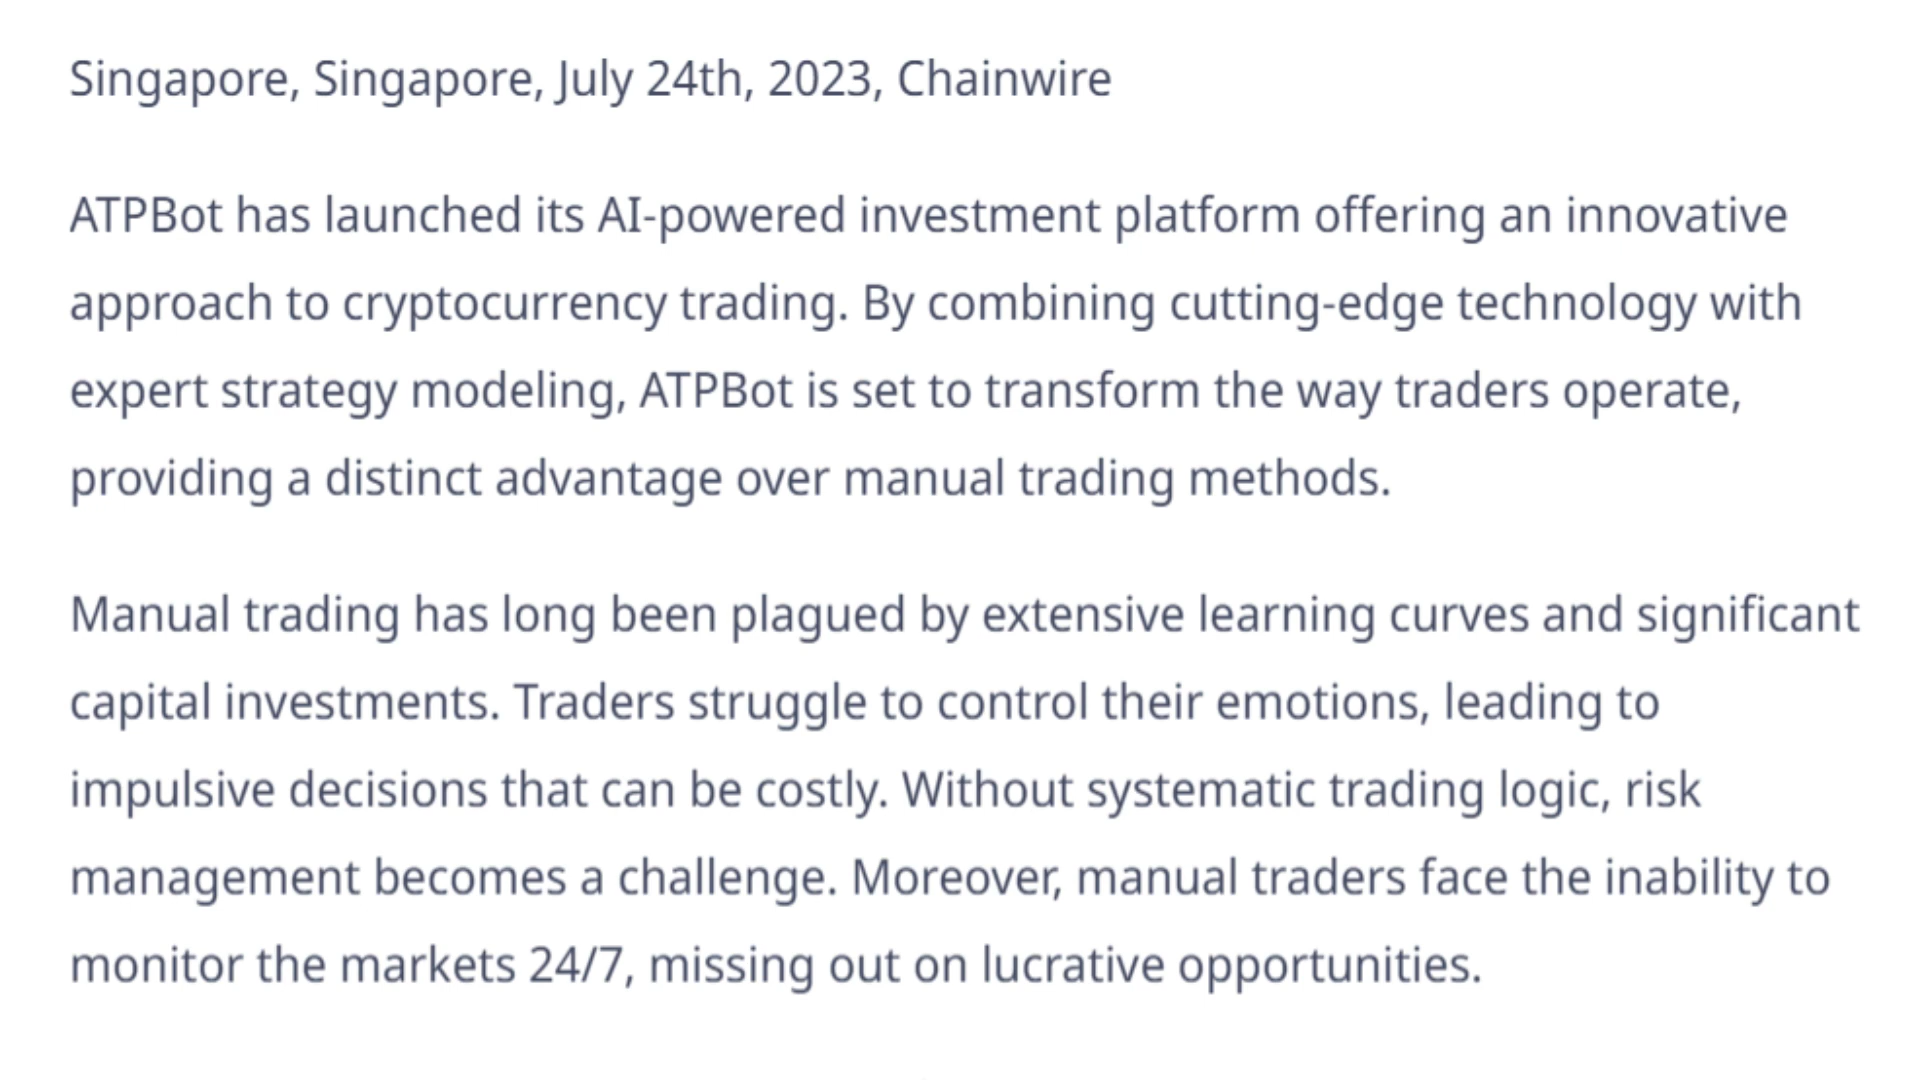 Singapore, Singapore, July 24th, 2023, Chainwire
ATPBot has launched its AI-powered investment platform offering an innovative
approach to cryptocurrency trading. By combining cutting-edge technology with
expert strategy modeling, ATPBot is set to transform the way traders operate,
providing a distinct advantage over manual trading methods.
Manual trading has long been plagued by extensive learning curves and significant
capital investments. Traders struggle to control their emotions, leading to
impulsive decisions that can be costly. Without systematic trading logic, risk
management becomes a challenge. Moreover, manual traders face the inability to
monitor the markets 24/7, missing out on lucrative opportunities.